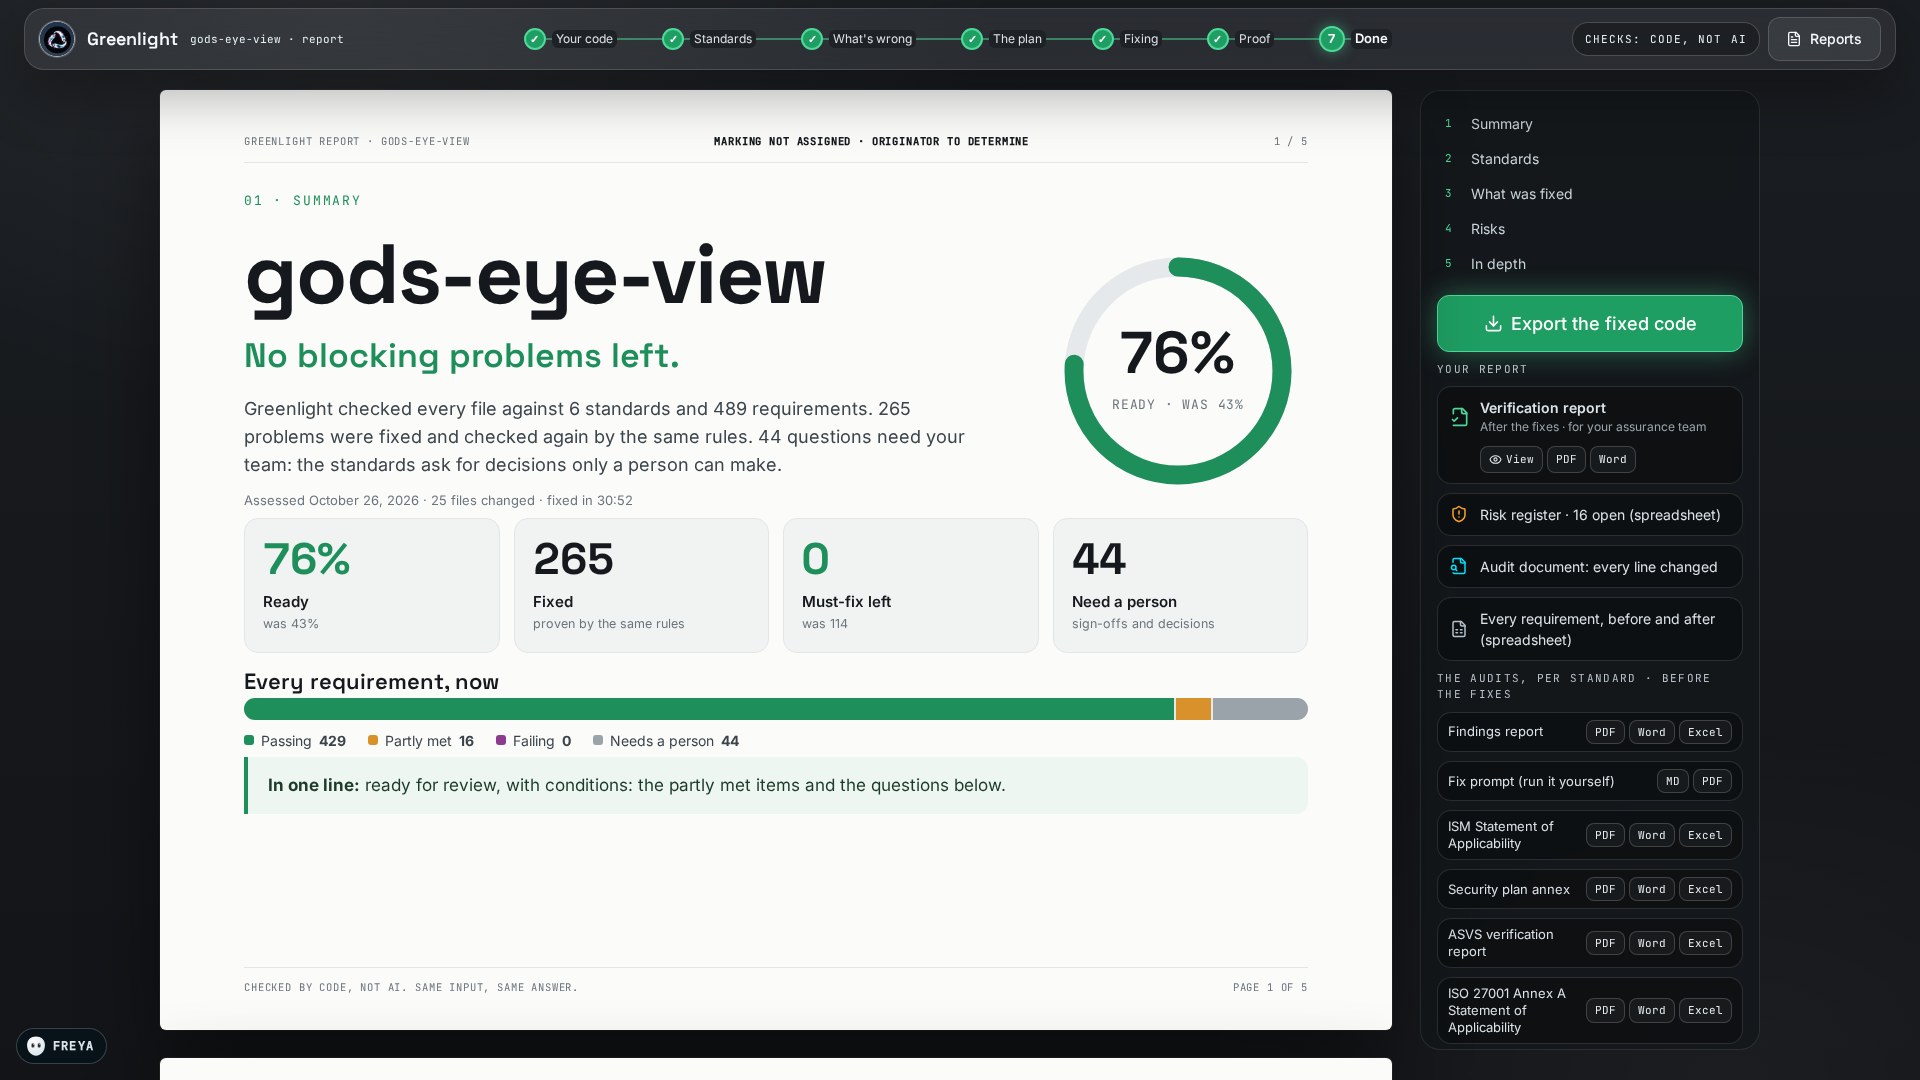 Greenlight gods-eye-view · report
✓ Your code ✓ Standards ✓ What's wrong ✓ The plan ✓ Fixing ✓ Proof 7 Done
CHECKS: CODE, NOT AI
Reports
GREENLIGHT REPORT · GODS-EYE-VIEW
MARKING NOT ASSIGNED · ORIGINATOR TO DETERMINE
1 / 5
01 · SUMMARY
gods-eye-view
No blocking problems left.
Greenlight checked every file against 6 standards and 489 requirements. 265
problems were fixed and checked again by the same rules. 44 questions need your
team: the standards ask for decisions only a person can make.
Assessed October 26, 2026 · 25 files changed · fixed in 30:52
76%
READY · WAS 43%
76%
Ready
was 43%
265
Fixed
proven by the same rules
0
Must-fix left
was 114
44
Need a person
sign-offs and decisions
Every requirement, now
Passing 429 Partly met 16 Failing 0 Needs a person 44
In one line: ready for review, with conditions: the partly met items and the questions below.
CHECKED BY CODE, NOT AI. SAME INPUT, SAME ANSWER.
PAGE 1 OF 5
1 Summary
2 Standards
3 What was fixed
4 Risks
5 In depth
Export the fixed code
YOUR REPORT
Verification report
After the fixes · for your assurance team
View PDF Word
Risk register · 16 open (spreadsheet)
Audit document: every line changed
Every requirement, before and after
(spreadsheet)
THE AUDITS, PER STANDARD · BEFORE
THE FIXES
Findings report PDF Word Excel
Fix prompt (run it yourself) MD PDF
ISM Statement of
Applicability
PDF Word Excel
Security plan annex PDF Word Excel
ASVS verification
report
PDF Word Excel
ISO 27001 Annex A
Statement of
Applicability
PDF Word Excel
FREYA